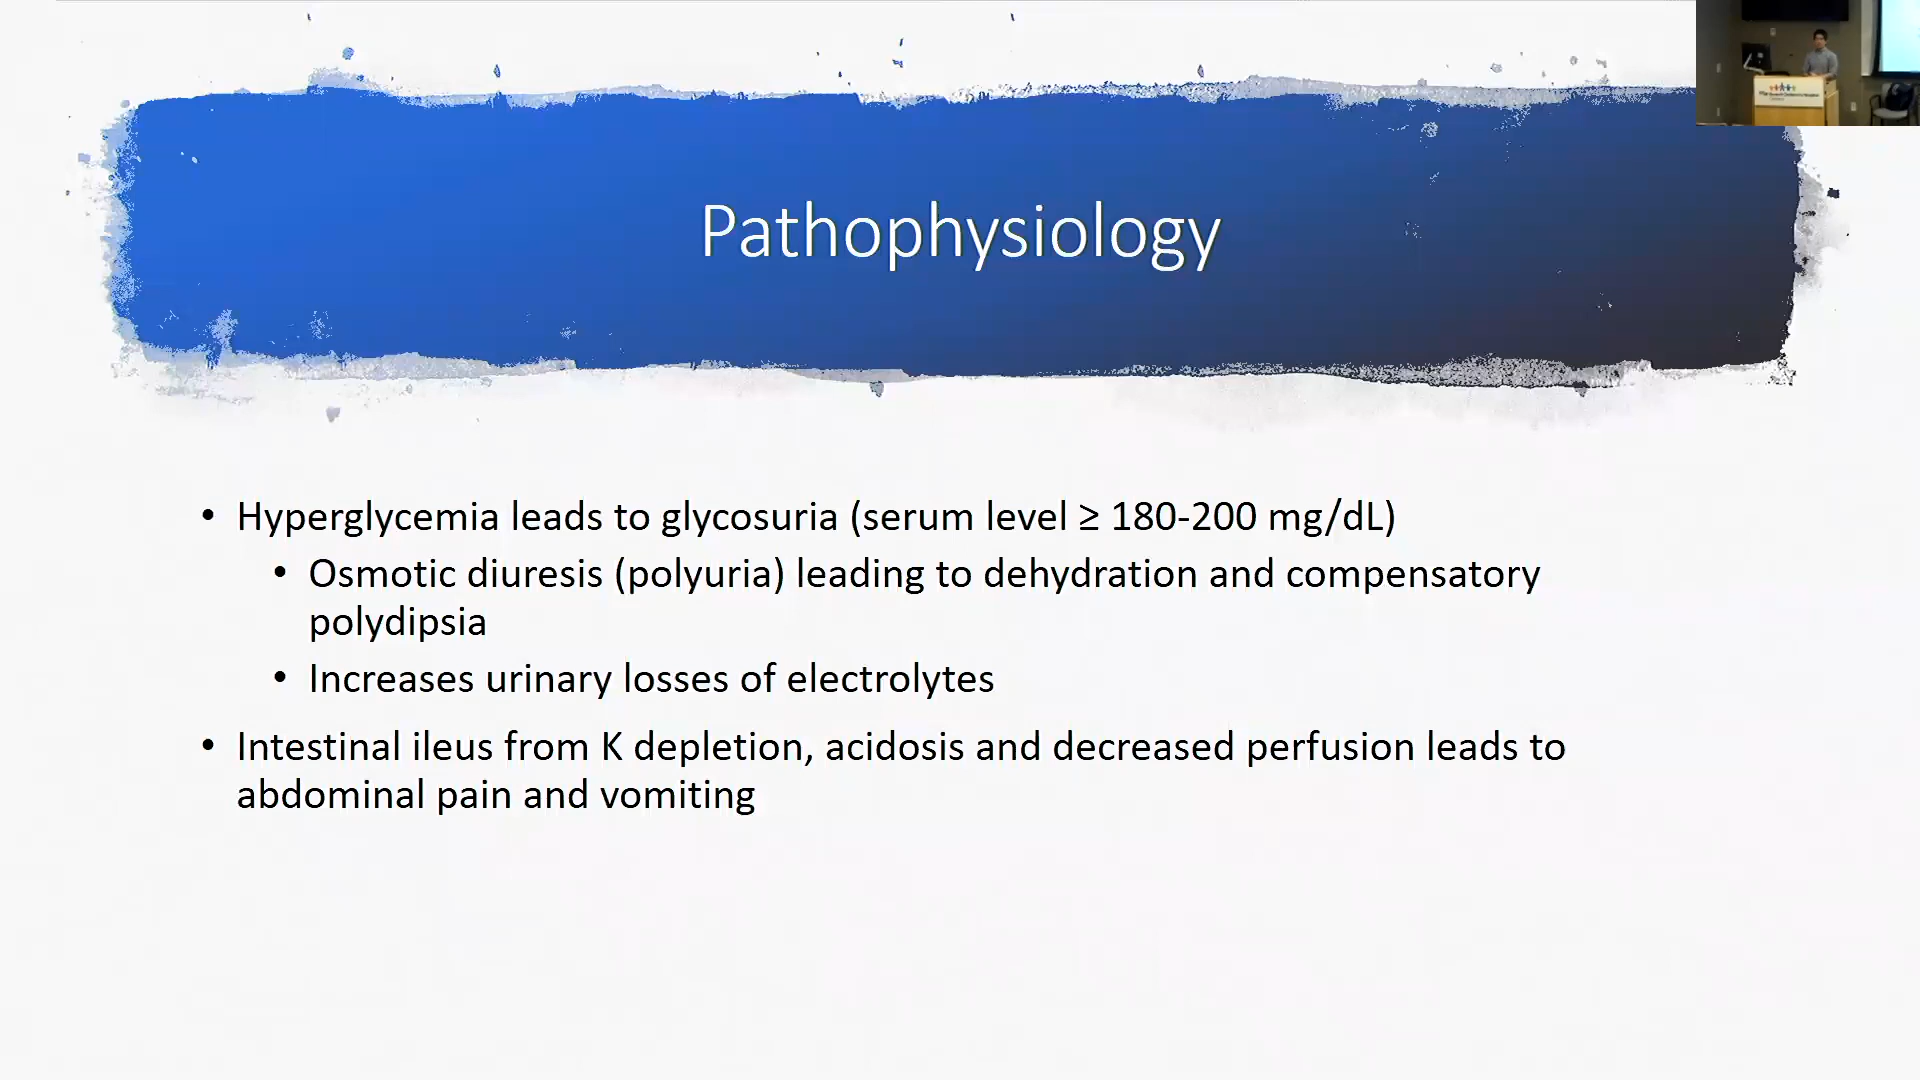 Pathophysiology
• Hyperglycemia leads to glycosuria (serum level ≥ 180-200 mg/dL)
• Osmotic diuresis (polyuria) leading to dehydration and compensatory
polydipsia
• Increases urinary losses of electrolytes
• Intestinal ileus from K depletion, acidosis and decreased perfusion leads to
abdominal pain and vomiting